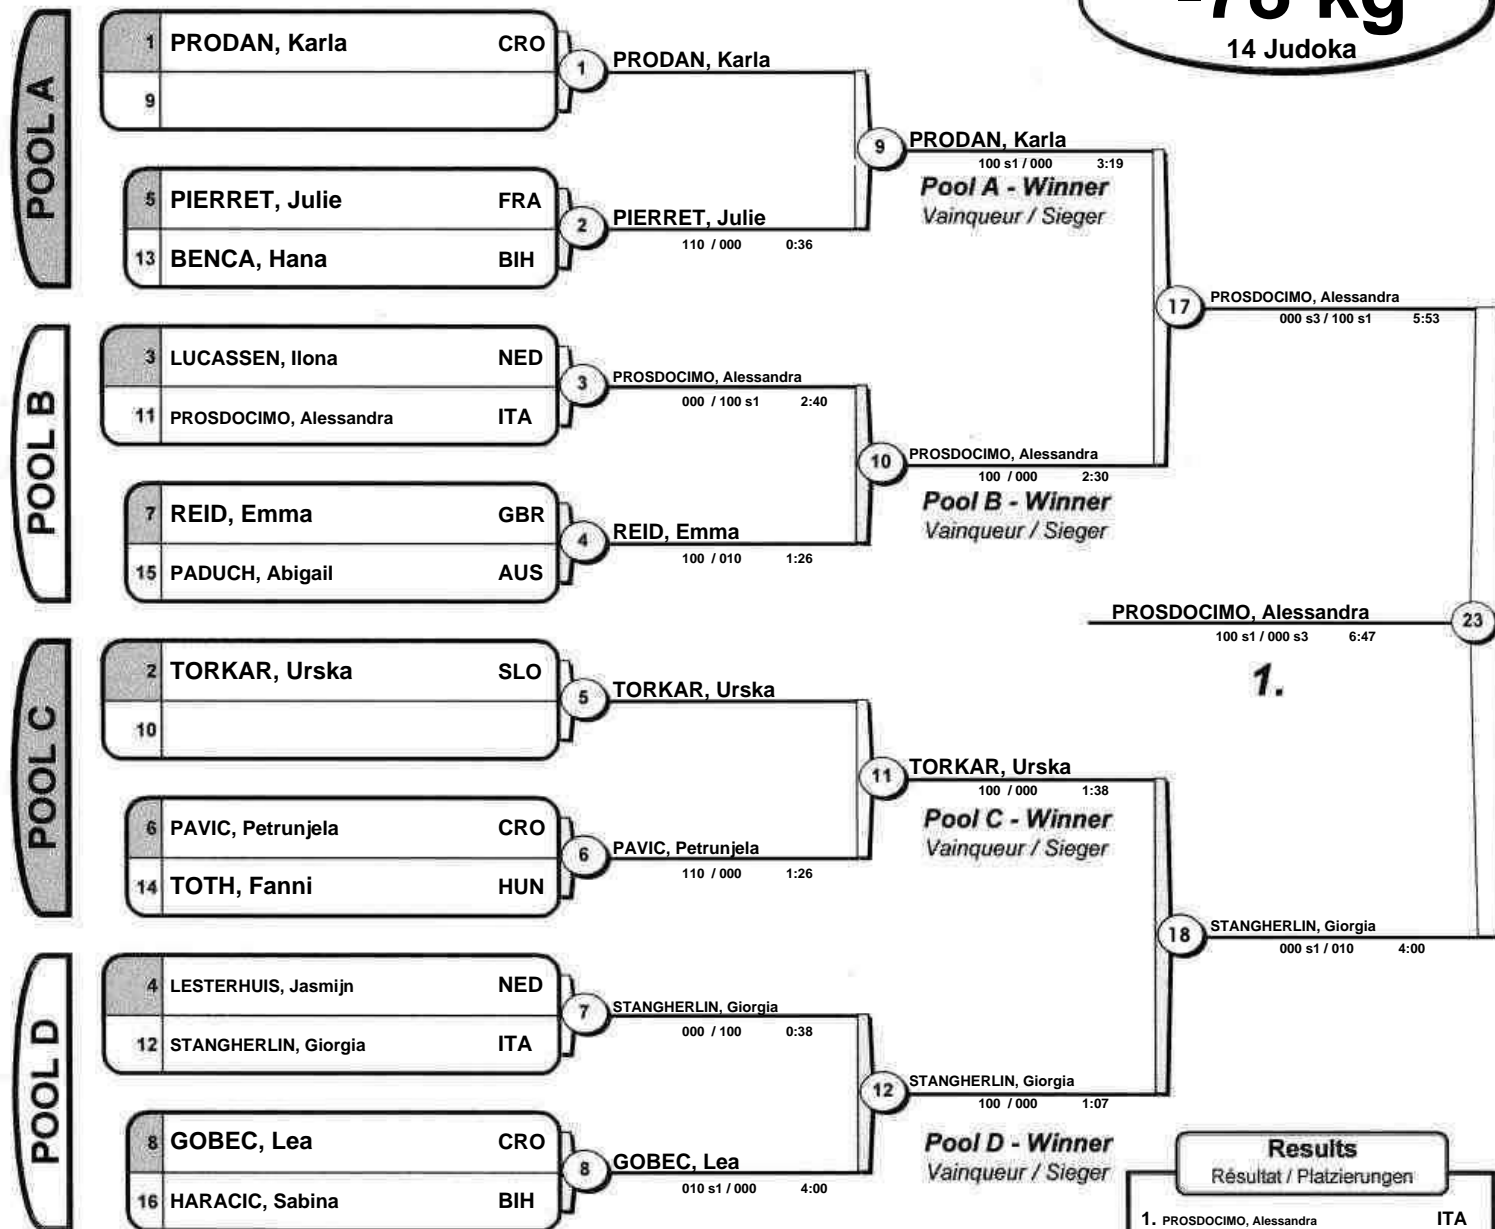 -78 kg
14 Judoka
POOL A
1 PRODAN, Karla CRO
9
1 PRODAN, Karla
5 PIERRET, Julie FRA
13 BENCA, Hana BIH
2 PIERRET, Julie
110 / 000 0:36
9 PRODAN, Karla
100 s1 / 000 3:19
Pool A - Winner
Vainqueur / Sieger
POOL B
3 LUCASSEN, Ilona NED
11 PROSDOCIMO, Alessandra ITA
3 PROSDOCIMO, Alessandra
000 / 100 s1 2:40
7 REID, Emma GBR
15 PADUCH, Abigail AUS
4 REID, Emma
100 / 010 1:26
10 PROSDOCIMO, Alessandra
100 / 000 2:30
Pool B - Winner
Vainqueur / Sieger
17 PROSDOCIMO, Alessandra
000 s3 / 100 s1 5:53
POOL C
2 TORKAR, Urska SLO
10
5 TORKAR, Urska
6 PAVIC, Petrunjela CRO
14 TOTH, Fanni HUN
6 PAVIC, Petrunjela
110 / 000 1:26
11 TORKAR, Urska
100 / 000 1:38
Pool C - Winner
Vainqueur / Sieger
POOL D
4 LESTERHUIS, Jasmijn NED
12 STANGHERLIN, Giorgia ITA
7 STANGHERLIN, Giorgia
000 / 100 0:38
8 GOBEC, Lea CRO
16 HARACIC, Sabina BIH
8 GOBEC, Lea
010 s1 / 000 4:00
12 STANGHERLIN, Giorgia
100 / 000 1:07
Pool D - Winner
Vainqueur / Sieger
18 STANGHERLIN, Giorgia
000 s1 / 010 4:00
PROSDOCIMO, Alessandra 23
100 s1 / 000 s3 6:47
1.
Results
Résultat / Platzierungen
1. PROSDOCIMO, Alessandra ITA